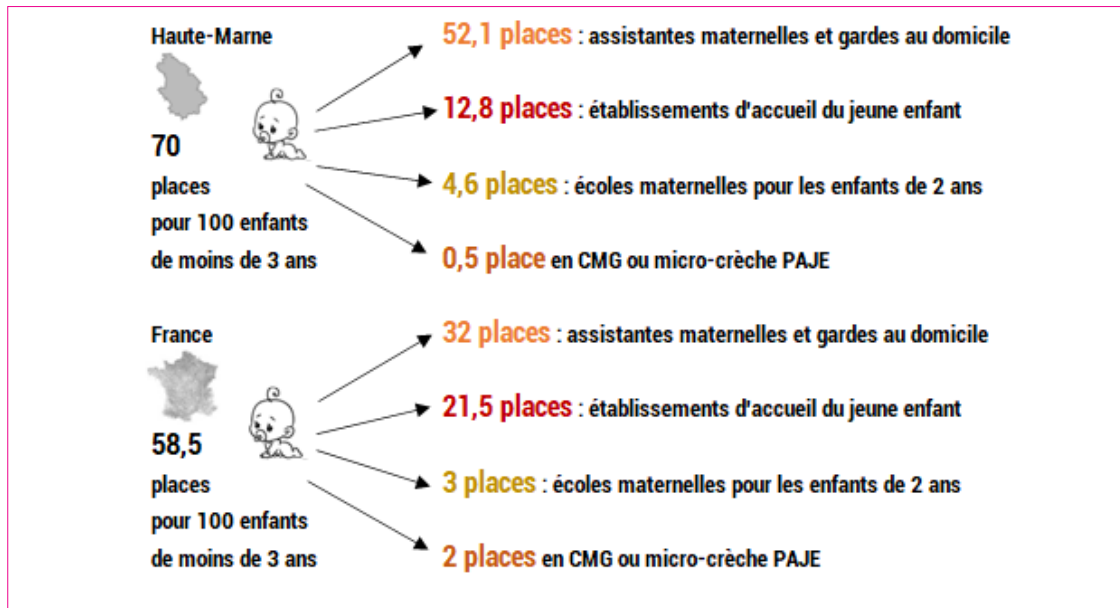 Haute-Marne
52,1 places : assistantes maternelles et gardes au domicile
12,8 places : établissements d'accueil du jeune enfant
70
places
pour 100 enfants
de moins de 3 ans
4,6 places : écoles maternelles pour les enfants de 2 ans
0,5 place en CMG ou micro-crèche PAJE
France
32 places : assistantes maternelles et gardes au domicile
21,5 places : établissements d'accueil du jeune enfant
58,5
places
pour 100 enfants
de moins de 3 ans
3 places : écoles maternelles pour les enfants de 2 ans
2 places en CMG ou micro-crèche PAJE